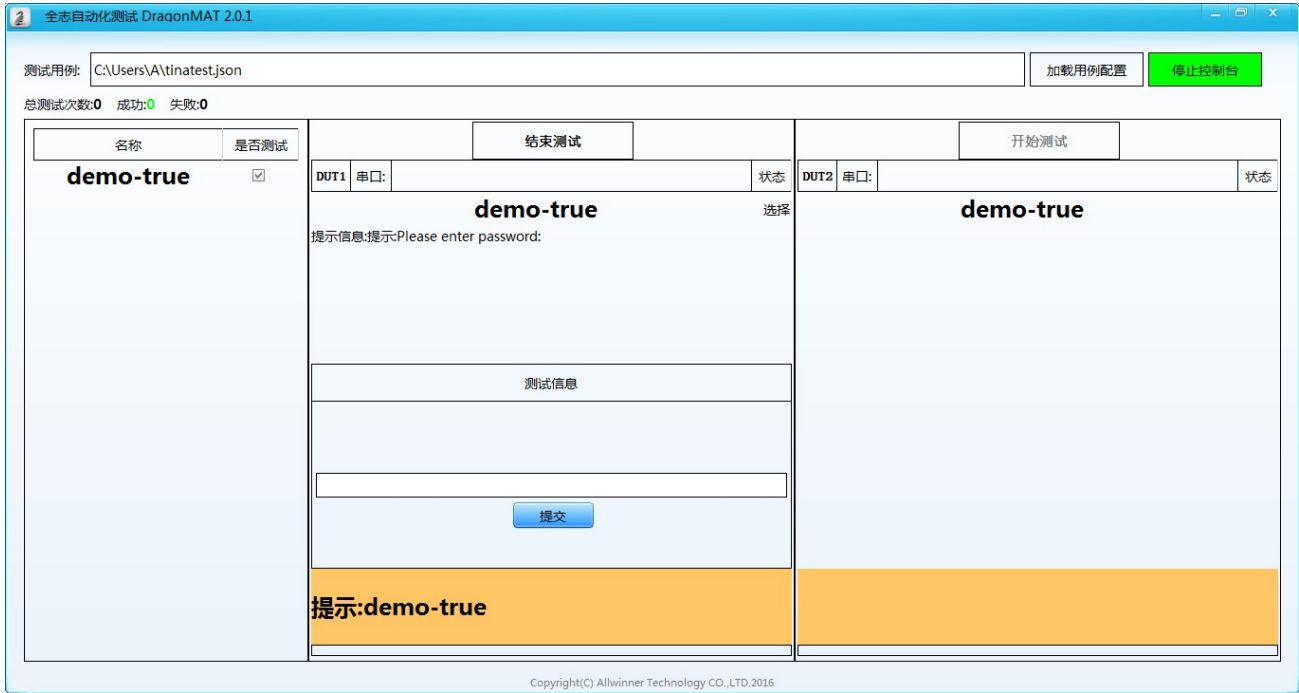 全志自动化测试 DragonMAT 2.0.1
测试用例: C:\Users\A\tinatest.json 加载用例配置 停止控制台
总测试次数:0 成功:0 失败:0
名称 是否测试
demo-true
结束测试
DUT1 串口: 状态
demo-true 选择
提示信息:提示:Please enter password:
测试信息
提交
提示:demo-true
开始测试
DUT2 串口: 状态
demo-true
Copyright(C) Allwinner Technology CO.,LTD.2016